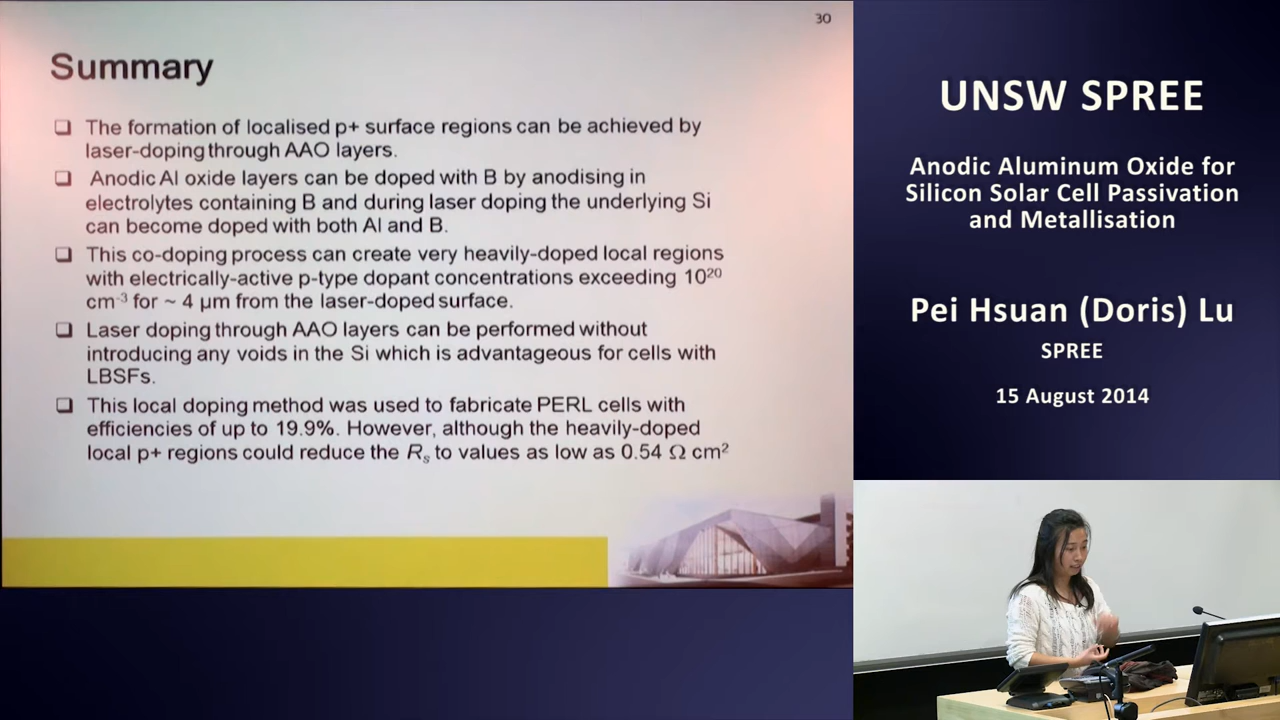 30
Summary
❑ The formation of localised p+ surface regions can be achieved by
laser-doping through AAO layers.
❑ Anodic Al oxide layers can be doped with B by anodising in
electrolytes containing B and during laser doping the underlying Si
can become doped with both Al and B.
❑ This co-doping process can create very heavily-doped local regions
with electrically-active p-type dopant concentrations exceeding 10²⁰
cm⁻³ for ~ 4 µm from the laser-doped surface.
❑ Laser doping through AAO layers can be performed without
introducing any voids in the Si which is advantageous for cells with
LBSFs.
❑ This local doping method was used to fabricate PERL cells with
efficiencies of up to 19.9%. However, although the heavily-doped
local p+ regions could reduce the Rₛ to values as low as 0.54 Ω cm²
UNSW SPREE
Anodic Aluminum Oxide for
Silicon Solar Cell Passivation
and Metallisation
Pei Hsuan (Doris) Lu
SPREE
15 August 2014